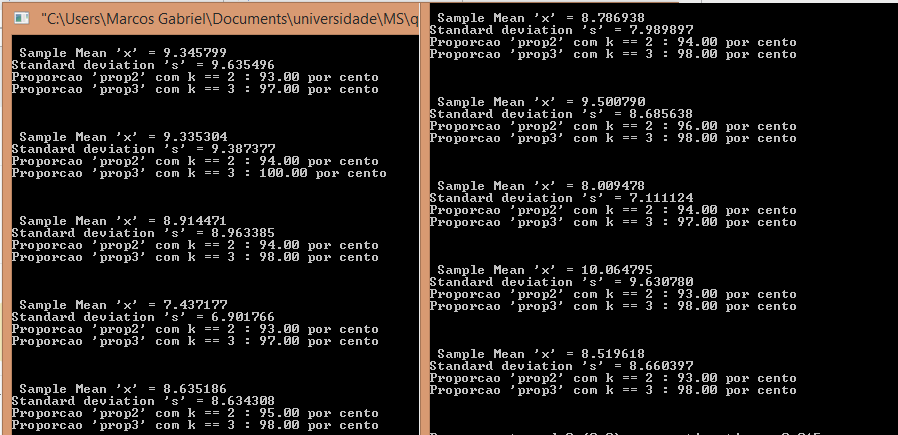 "C:\Users\Marcos Gabriel\Documents\universidade\MS\q
Sample Mean 'x' = 9.345799
Standard deviation 's' = 9.635496
Proporcao 'prop2' com k == 2 : 93.00 por cento
Proporcao 'prop3' com k == 3 : 97.00 por cento
Sample Mean 'x' = 9.335304
Standard deviation 's' = 9.387377
Proporcao 'prop2' com k == 2 : 94.00 por cento
Proporcao 'prop3' com k == 3 : 100.00 por cento
Sample Mean 'x' = 8.914471
Standard deviation 's' = 8.963385
Proporcao 'prop2' com k == 2 : 94.00 por cento
Proporcao 'prop3' com k == 3 : 98.00 por cento
Sample Mean 'x' = 7.437177
Standard deviation 's' = 6.901766
Proporcao 'prop2' com k == 2 : 93.00 por cento
Proporcao 'prop3' com k == 3 : 97.00 por cento
Sample Mean 'x' = 8.635186
Standard deviation 's' = 8.634308
Proporcao 'prop2' com k == 2 : 95.00 por cento
Proporcao 'prop3' com k == 3 : 98.00 por cento
Sample Mean 'x' = 8.786938
Standard deviation 's' = 7.989897
Proporcao 'prop2' com k == 2 : 94.00 por cento
Proporcao 'prop3' com k == 3 : 98.00 por cento
Sample Mean 'x' = 9.500790
Standard deviation 's' = 8.685638
Proporcao 'prop2' com k == 2 : 96.00 por cento
Proporcao 'prop3' com k == 3 : 98.00 por cento
Sample Mean 'x' = 8.009478
Standard deviation 's' = 7.111124
Proporcao 'prop2' com k == 2 : 94.00 por cento
Proporcao 'prop3' com k == 3 : 97.00 por cento
Sample Mean 'x' = 10.064795
Standard deviation 's' = 9.630780
Proporcao 'prop2' com k == 2 : 93.00 por cento
Proporcao 'prop3' com k == 3 : 98.00 por cento
Sample Mean 'x' = 8.519618
Standard deviation 's' = 8.660397
Proporcao 'prop2' com k == 2 : 93.00 por cento
Proporcao 'prop3' com k == 3 : 98.00 por cento